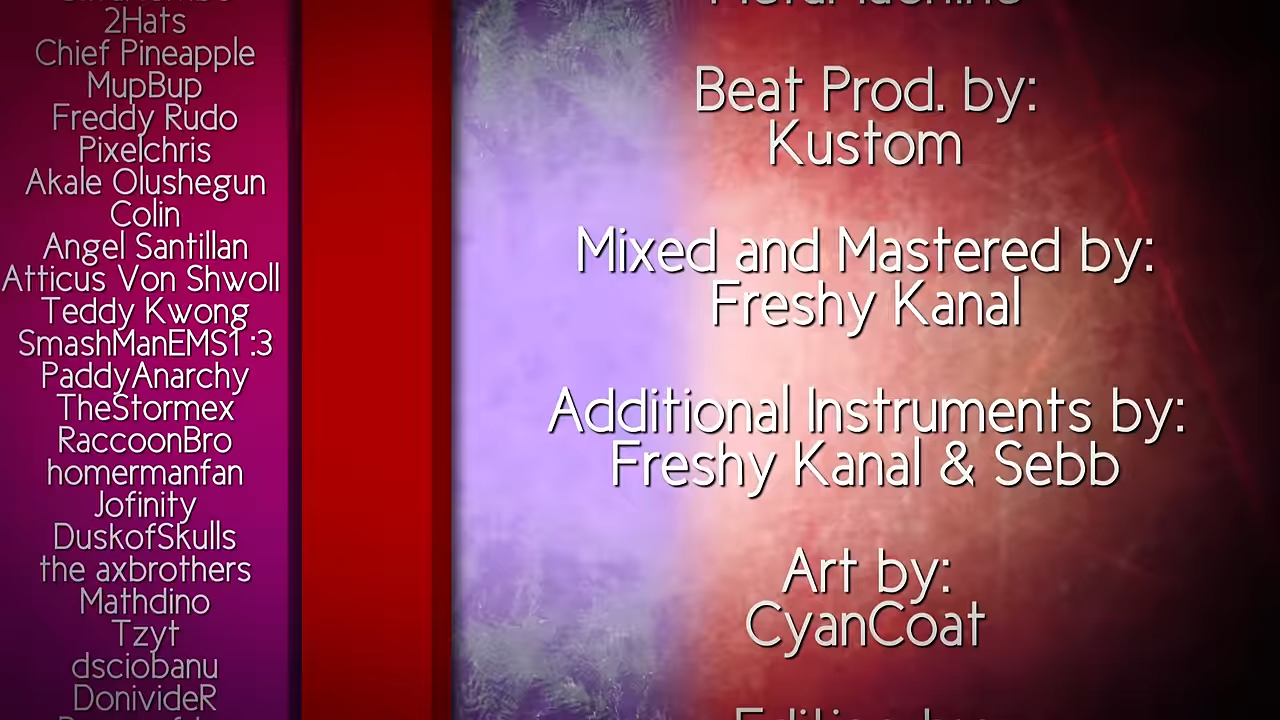 2Hats
Chief Pineapple
MupBup
Freddy Rudo
Pixelchris
Akale Olushegun
Colin
Angel Santillan
Atticus Von Shwoll
Teddy Kwong
SmashManEMS1 :3
PaddyAnarchy
TheStormex
RaccoonBro
homermanfan
Jofinity
DuskofSkulls
the axbrothers
Mathdino
Tzyt
dsciobanu
DonivideR
Beat Prod. by:
Kustom
Mixed and Mastered by:
Freshy Kanal
Additional Instruments by:
Freshy Kanal & Sebb
Art by:
CyanCoat